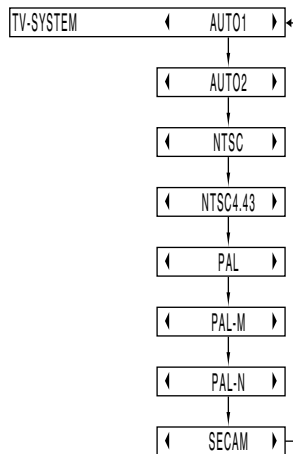 TV-SYSTEM AUTO1
AUTO2
NTSC
NTSC4.43
PAL
PAL-M
PAL-N
SECAM